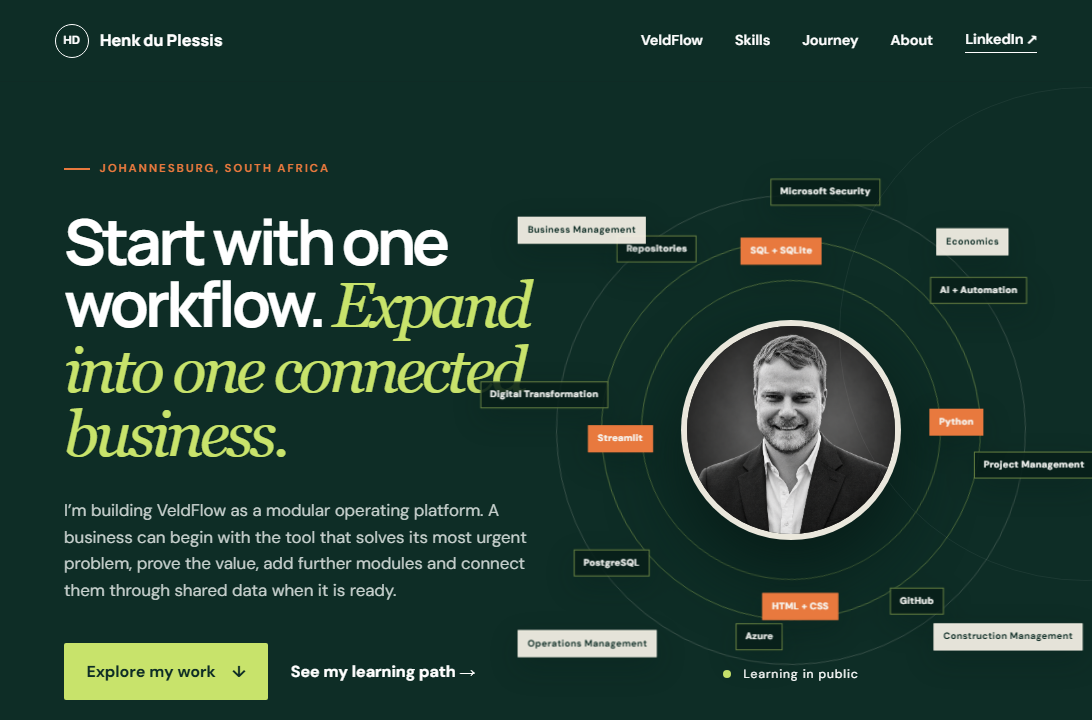 HD Henk du Plessis
VeldFlow Skills Journey About LinkedIn ↗
JOHANNESBURG, SOUTH AFRICA
Start with one
workflow. Expand
into one connected
business.
I’m building VeldFlow as a modular operating platform. A
business can begin with the tool that solves its most urgent
problem, prove the value, add further modules and connect
them through shared data when it is ready.
Explore my work ↓
See my learning path →
Microsoft Security
Business Management
Repositories
SQL + SQLite
Economics
AI + Automation
Digital Transformation
Streamlit
Python
Project Management
PostgreSQL
HTML + CSS
GitHub
Azure
Operations Management
Construction Management
Learning in public